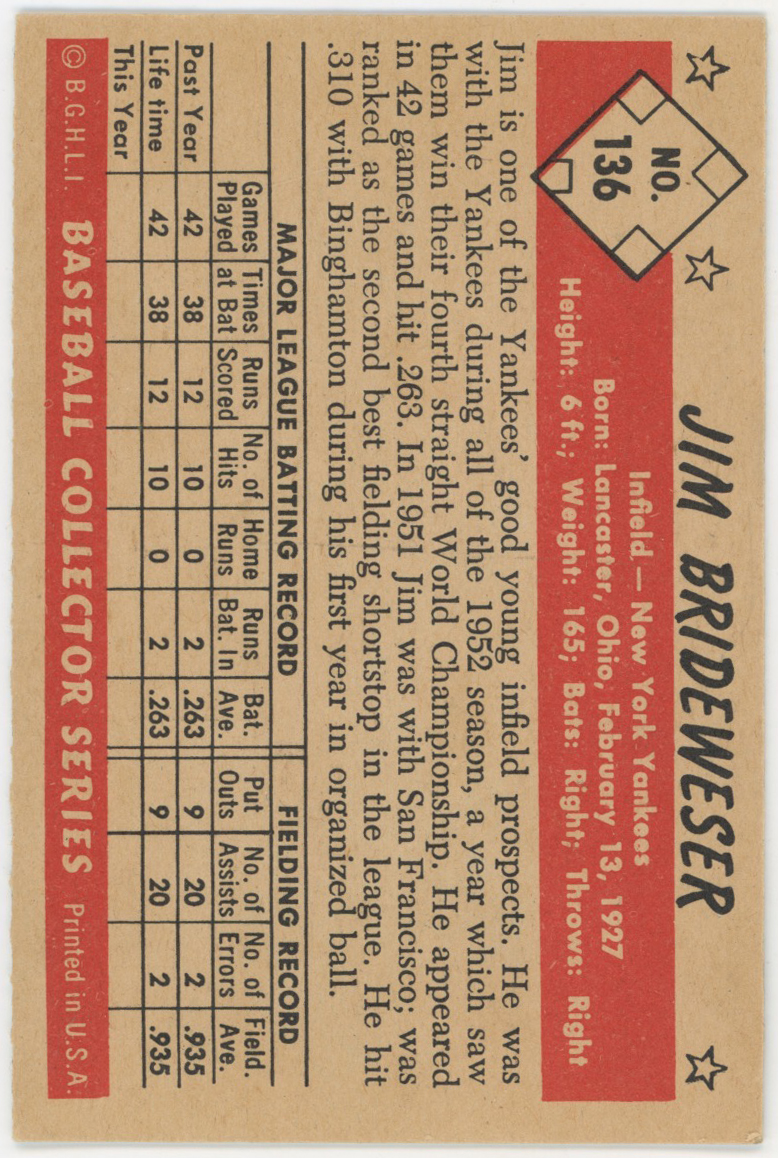 JIM BRIDEWESER
NO.
136
Infield — New York Yankees
Born: Lancaster, Ohio, February 13, 1927
Height: 6 ft.; Weight: 165; Bats: Right; Throws: Right
Jim is one of the Yankees' good young infield prospects. He was
with the Yankees during all of the 1952 season, a year which saw
them win their fourth straight World Championship. He appeared
in 42 games and hit .263. In 1951 Jim was with San Francisco; was
ranked as the second best fielding shortstop in the league. He hit
.310 with Binghamton during his first year in organized ball.
MAJOR LEAGUE BATTING RECORD FIELDING RECORD
Games Times Runs No. of Home Runs Bat. Put No. of No. of Field.
Played at Bat Scored Hits Runs Bat. In Ave. Outs Assists Errors Ave.
Past Year 42 38 12 10 0 2 .263 9 20 2 .935
Life time 42 38 12 10 0 2 .263 9 20 2 .935
This Year
© B.G.H.L.I. BASEBALL COLLECTOR SERIES Printed in U.S.A.